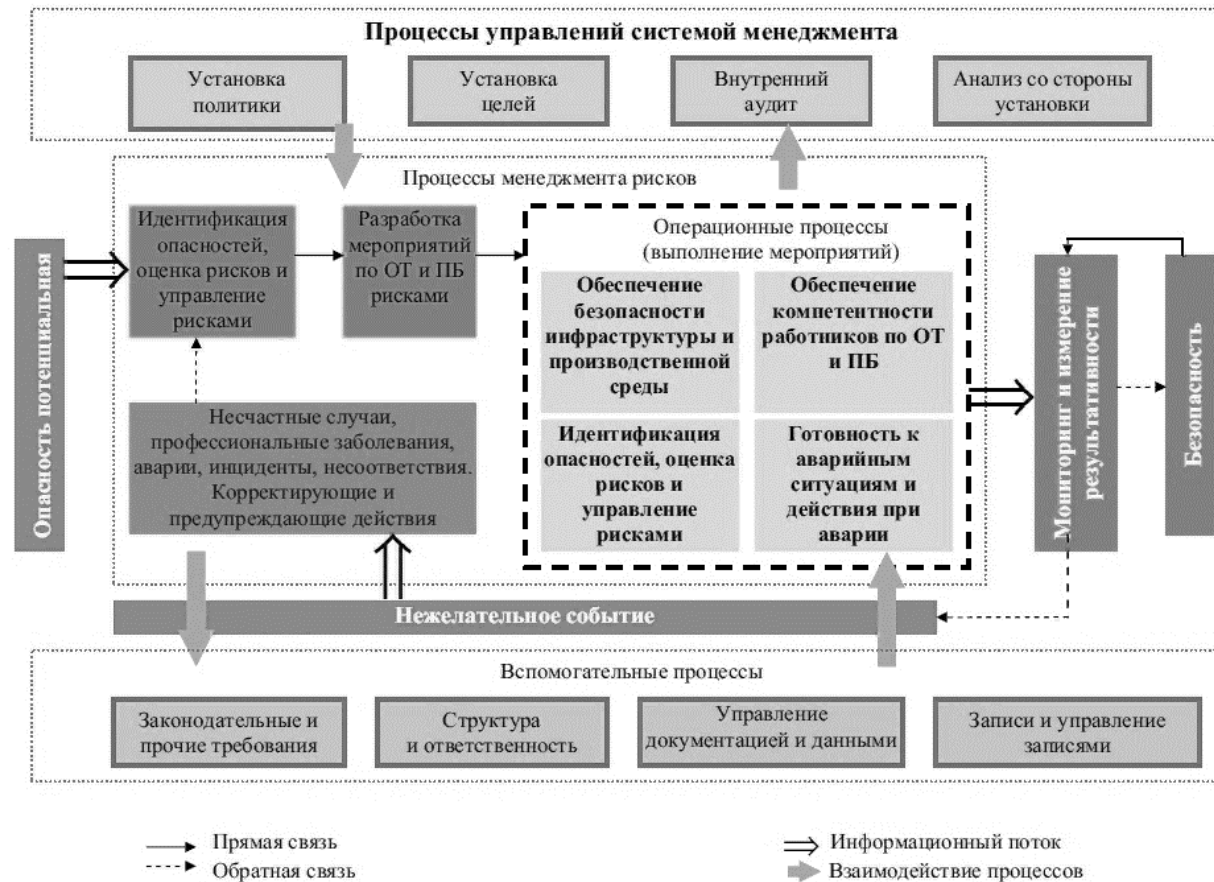 Процессы управлений системой менеджмента
Установка
политики
Установка
целей
Внутренний
аудит
Анализ со стороны
установки
Процессы менеджмента рисков
Опасность потенциальная
Идентификация
опасностей,
оценка рисков и
управление
рисками
Разработка
мероприятий
по ОТ и ПБ
рисками
Операционные процессы
(выполнение мероприятий)
Обеспечение
безопасности
инфраструктуры и
производственной
среды
Обеспечение
компетентности
работников по ОТ
и ПБ
Идентификация
опасностей, оценка
рисков и
управление
рисками
Готовность к
аварийным
ситуациям и
действия при
аварии
Несчастные случаи,
профессиональные заболевания,
аварии, инциденты, несоответствия.
Корректирующие и
предупреждающие действия
Мониторинг и измерение
результативности
Безопасность
Нежелательное событие
Вспомогательные процессы
Законодательные и
прочие требования
Структура
и ответственность
Управление
документацией и данными
Записи и управление
записями
Прямая связь
Обратная связь
Информационный поток
Взаимодействие процессов